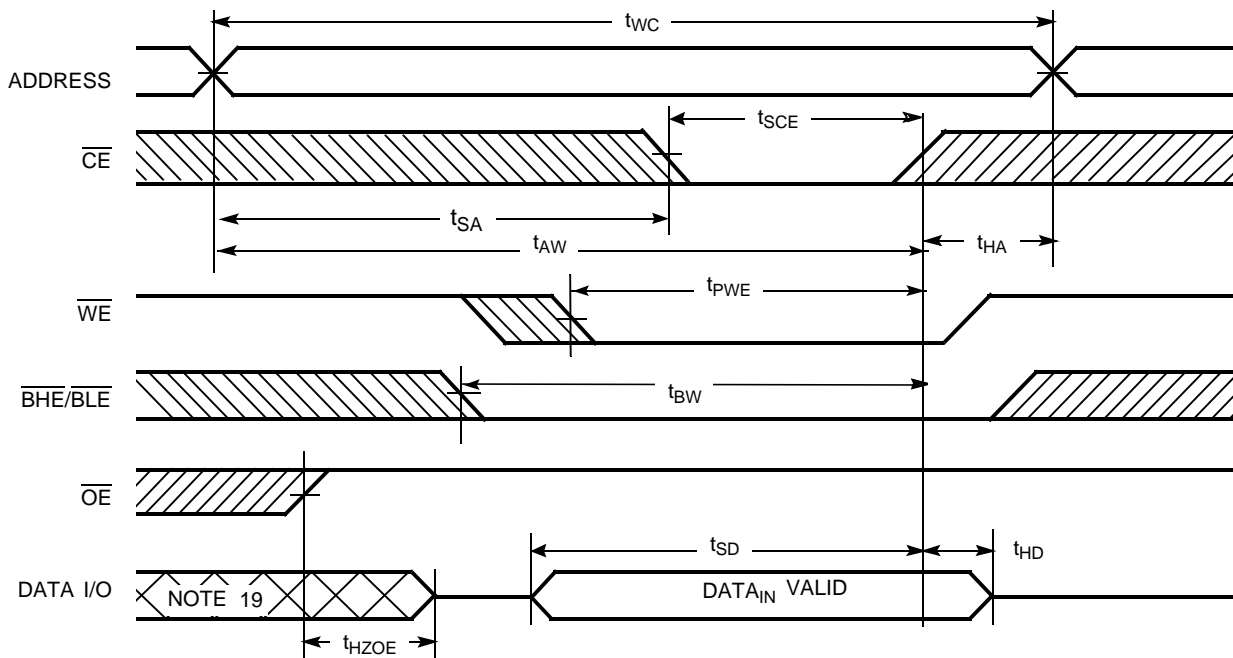 tWC
ADDRESS
tSCE
CE
tSA
tAW
tHA
tPWE
WE
tBW
BHE/BLE
OE
tSD
tHD
DATA I/O
NOTE 19
DATAIN VALID
tHZOE